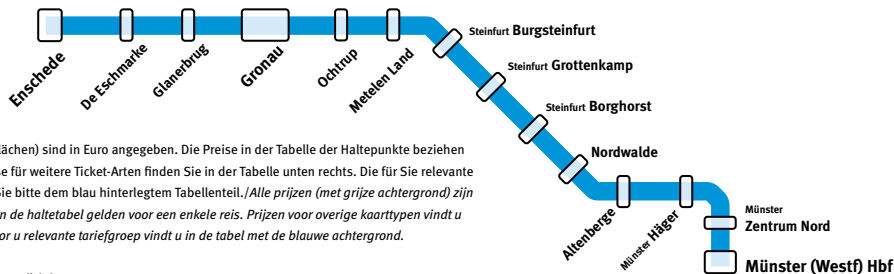 Enschede
De Eschmarke
Glanerbrug
Gronau
Ochtrup
Metelen Land
Steinfurt Burgsteinfurt
Steinfurt Grottenkamp
Steinfurt Borghorst
Nordwalde
Altenberge
Münster Häger
Münster
Zentrum Nord
Münster (Westf) Hbf
lächen) sind in Euro angegeben. Die Preise in der Tabelle der Haltepunkte beziehen
e für weitere Ticket-Arten finden Sie in der Tabelle unten rechts. Die für Sie relevante
Sie bitte dem blau hinterlegtem Tabellenteil./Alle prijzen (met grijze achtergrond) zijn
n de haltetabel gelden voor een enkele reis. Prijzen voor overige kaarttypen vindt u
or u relevante tariefgroep vindt u in de tabel met de blauwe achtergrond.